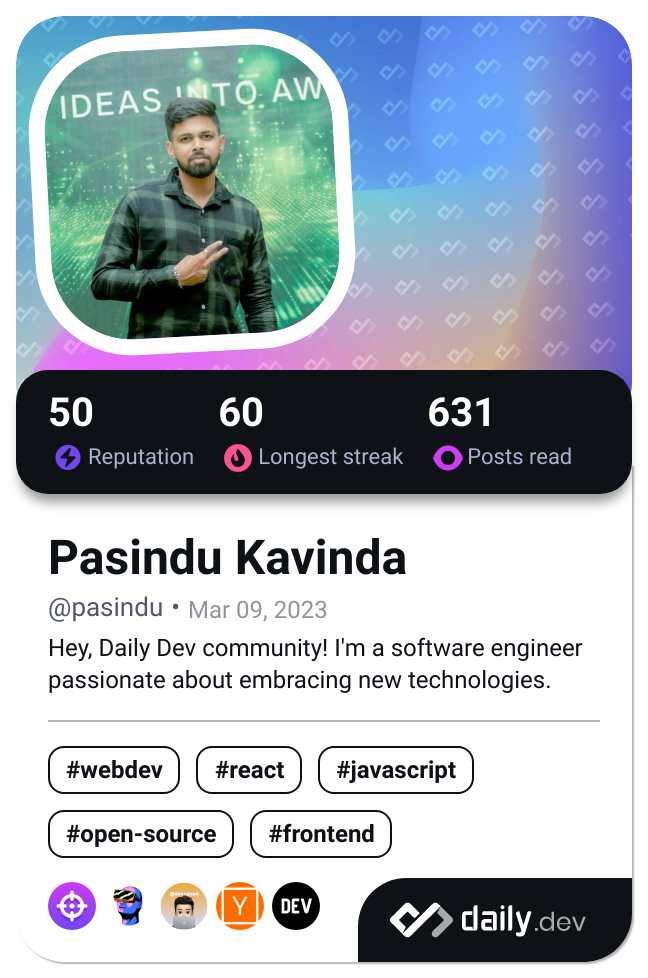 IDEAS INTO AW
50 60 631
Reputation Longest streak Posts read
Pasindu Kavinda
@pasindu • Mar 09, 2023
Hey, Daily Dev community! I'm a software engineer
passionate about embracing new technologies.
#webdev #react #javascript
#open-source #frontend
Y DEV
daily.dev